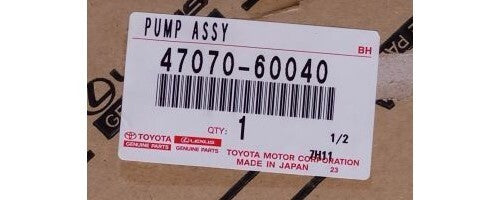 PUMP ASSY
BH
47070-60040
QTY: 1
1/2
7H11
TOYOTA GENUINE PARTS
LEXUS GENUINE PARTS
TOYOTA MOTOR CORPORATION
MADE IN JAPAN 23